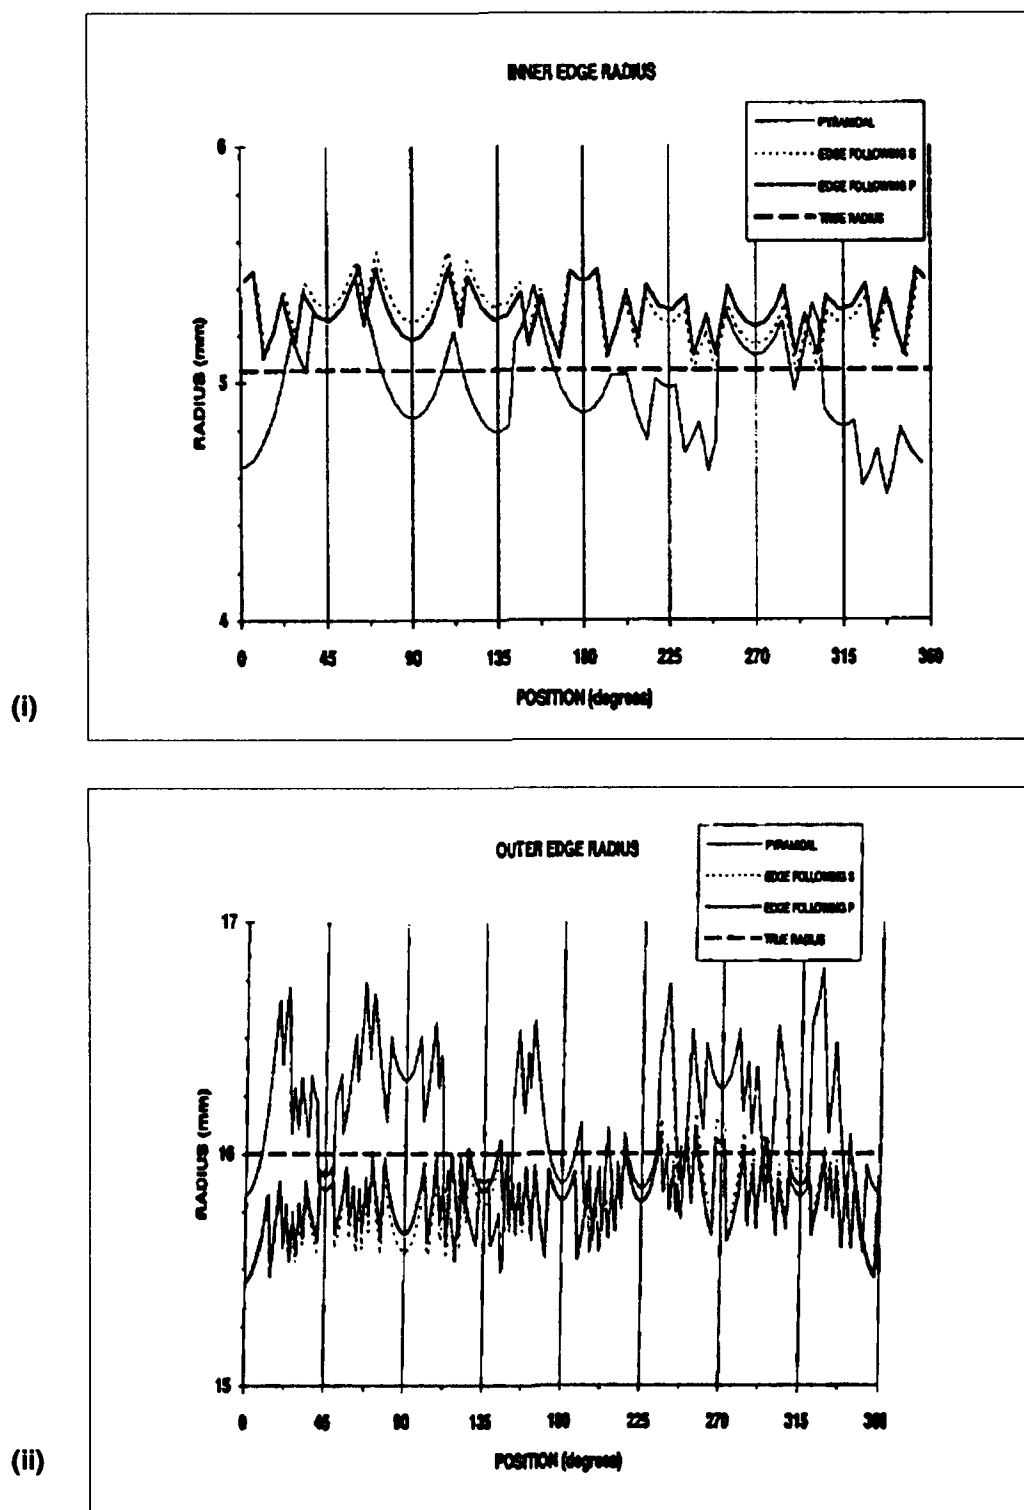 INNER EDGE RADIUS
PYRAMIDAL
EDGE FOLLOWING S
EDGE FOLLOWING P
TRUE RADIUS
6
5
4
RADIUS (mm)
0 45 90 135 180 225 270 315 360
POSITION (degrees)
(i)
OUTER EDGE RADIUS
PYRAMIDAL
EDGE FOLLOWING S
EDGE FOLLOWING P
TRUE RADIUS
17
16
15
RADIUS (mm)
0 45 90 135 180 225 270 315 360
POSITION (degrees)
(ii)